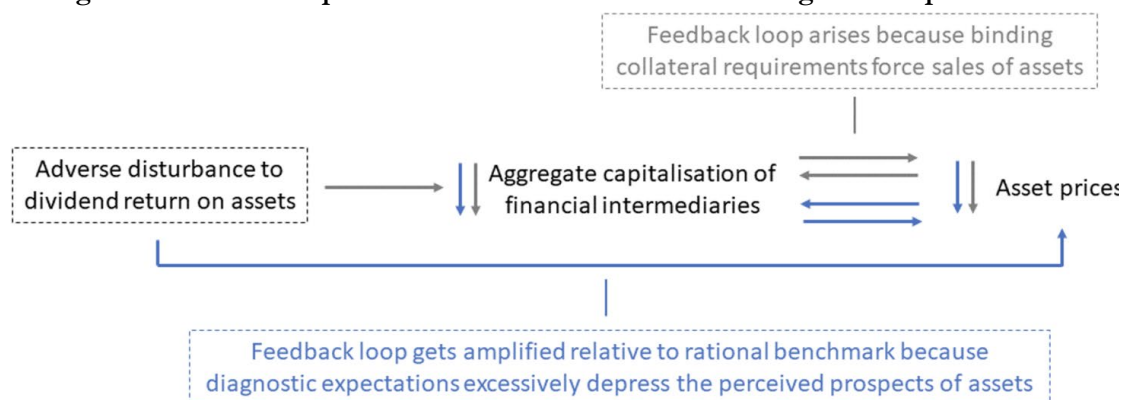 Feedback loop arises because binding
collateral requirements force sales of assets
Adverse disturbance to
dividend return on assets
Aggregate capitalisation of
financial intermediaries
Asset prices
Feedback loop gets amplified relative to rational benchmark because
diagnostic expectations excessively depress the perceived prospects of assets